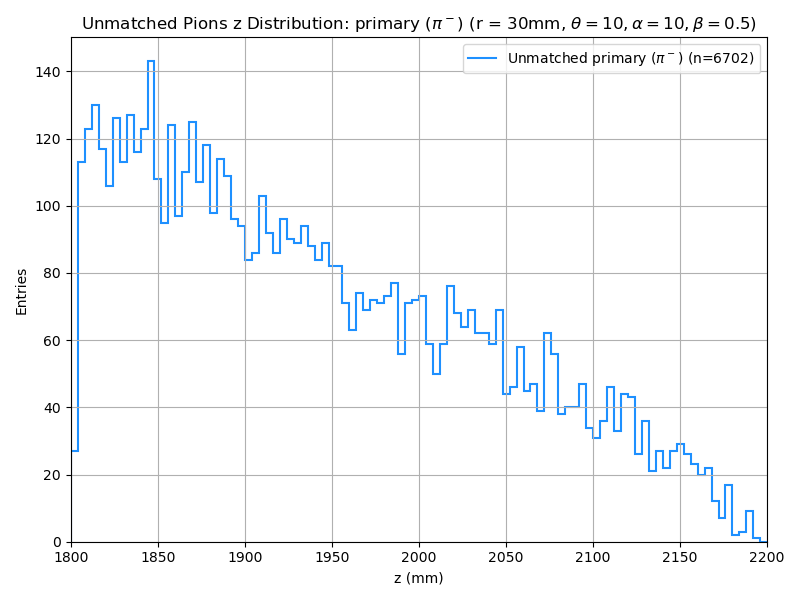 Unmatched Pions z Distribution: primary (π⁻) (r = 30mm, θ = 10, α = 10, β = 0.5)
Unmatched primary (π⁻) (n=6702)
140
120
100
80
60
40
20
0
Entries
1800 1850 1900 1950 2000 2050 2100 2150 2200
z (mm)